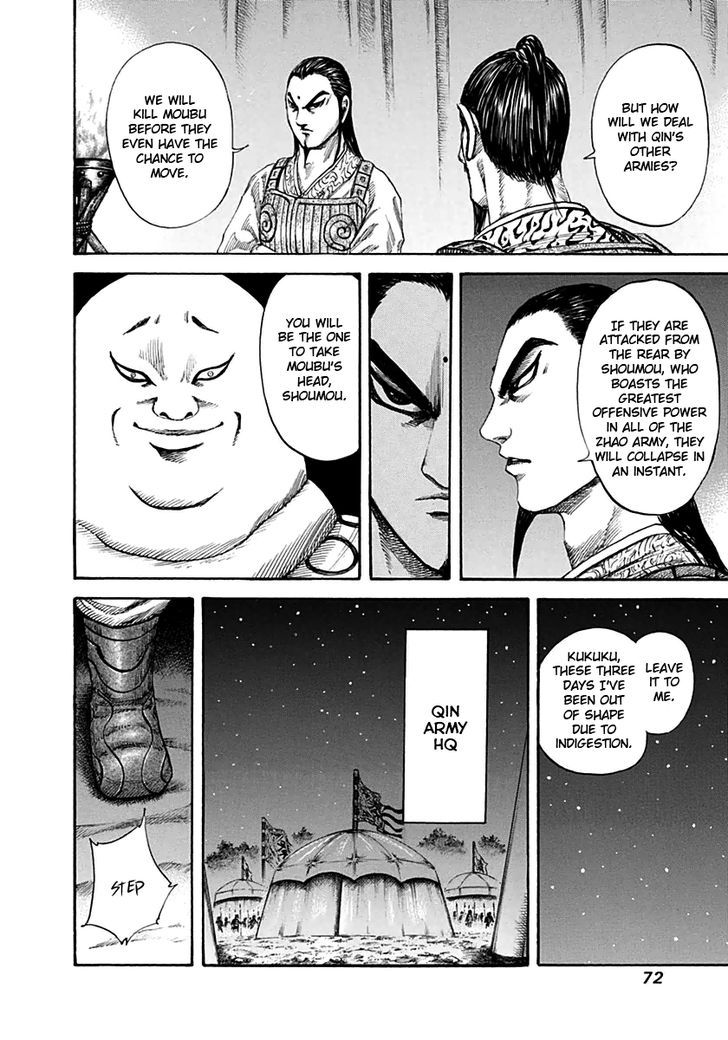 BUT HOW
WILL WE DEAL
WITH QIN'S
OTHER
ARMIES?
WE WILL
KILL MOUBU
BEFORE THEY
EVEN HAVE
THE CHANCE TO
MOVE.
IF THEY ARE
ATTACKED FROM
THE REAR BY
SHOUMOU, WHO
BOASTS THE
GREATEST
OFFENSIVE POWER
IN ALL OF THE
ZHAO ARMY, THEY
WILL COLLAPSE IN
AN INSTANT.
YOU WILL
BE THE ONE
TO TAKE
MOUBU'S
HEAD,
SHOUMOU.
LEAVE
IT TO
ME.
KUKUKU,
THESE THREE
DAYS I'VE
BEEN OUT
OF SHAPE
DUE TO
INDIGESTION.
QIN
ARMY
HQ
STEP
72